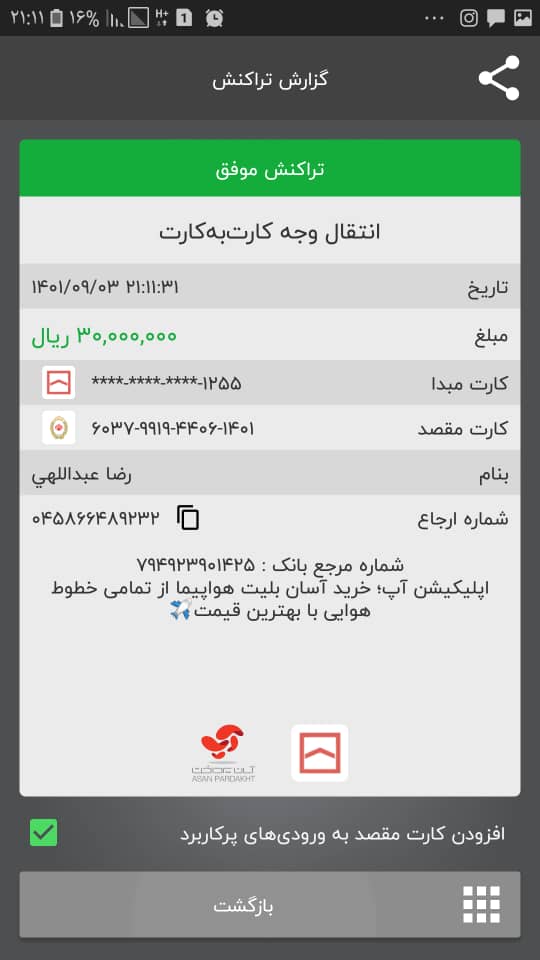 ۲۱:۱۱ ۱۶% H+ 1
گزارش تراکنش
تراکنش موفق
انتقال وجه کارت‌به‌کارت
تاریخ ۱۴۰۱/۰۹/۰۳ ۲۱:۱۱:۳۱
مبلغ ۳۰,۰۰۰,۰۰۰ ریال
کارت مبدا ****-****-****-۱۲۵۵
کارت مقصد ۶۰۳۷-۹۹۱۹-۴۴۰۶-۱۴۰۱
بنام رضا عبداللهي
شماره ارجاع ۰۴۵۸۶۶۴۸۹۲۳۲
شماره مرجع بانک : ۷۹۴۹۲۳۹۰۱۴۲۵
اپلیکیشن آپ؛ خرید آسان بلیت هواپیما از تمامی خطوط
هوایی با بهترین قیمت✈️
آسان پرداخت
ASAN PARDAKHT
افزودن کارت مقصد به ورودی‌های پرکاربرد
بازگشت